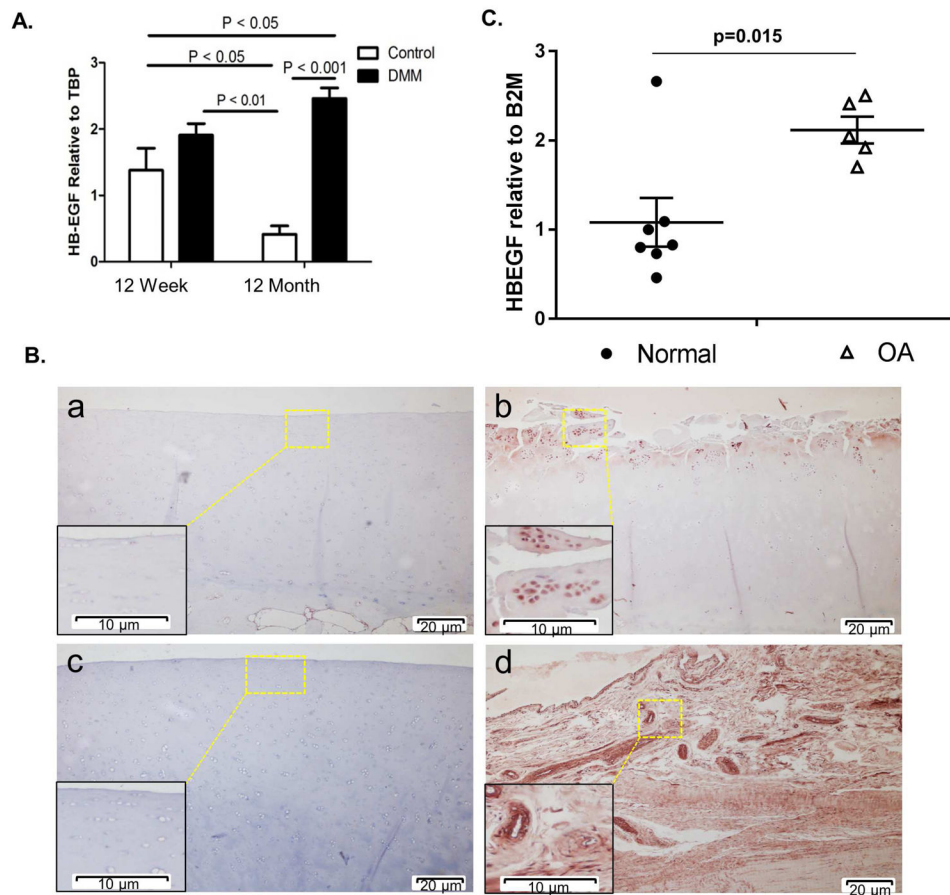 A.
P < 0.05
P < 0.05
P < 0.001
P < 0.01
Control
DMM
HB-EGF Relative to TBP
3
2
1
0
12 Week
12 Month
C.
p=0.015
HBEGF relative to B2M
3
2
1
0
Normal
OA
B.
a
10 µm
20 µm
b
10 µm
20 µm
c
10 µm
20 µm
d
10 µm
20 µm